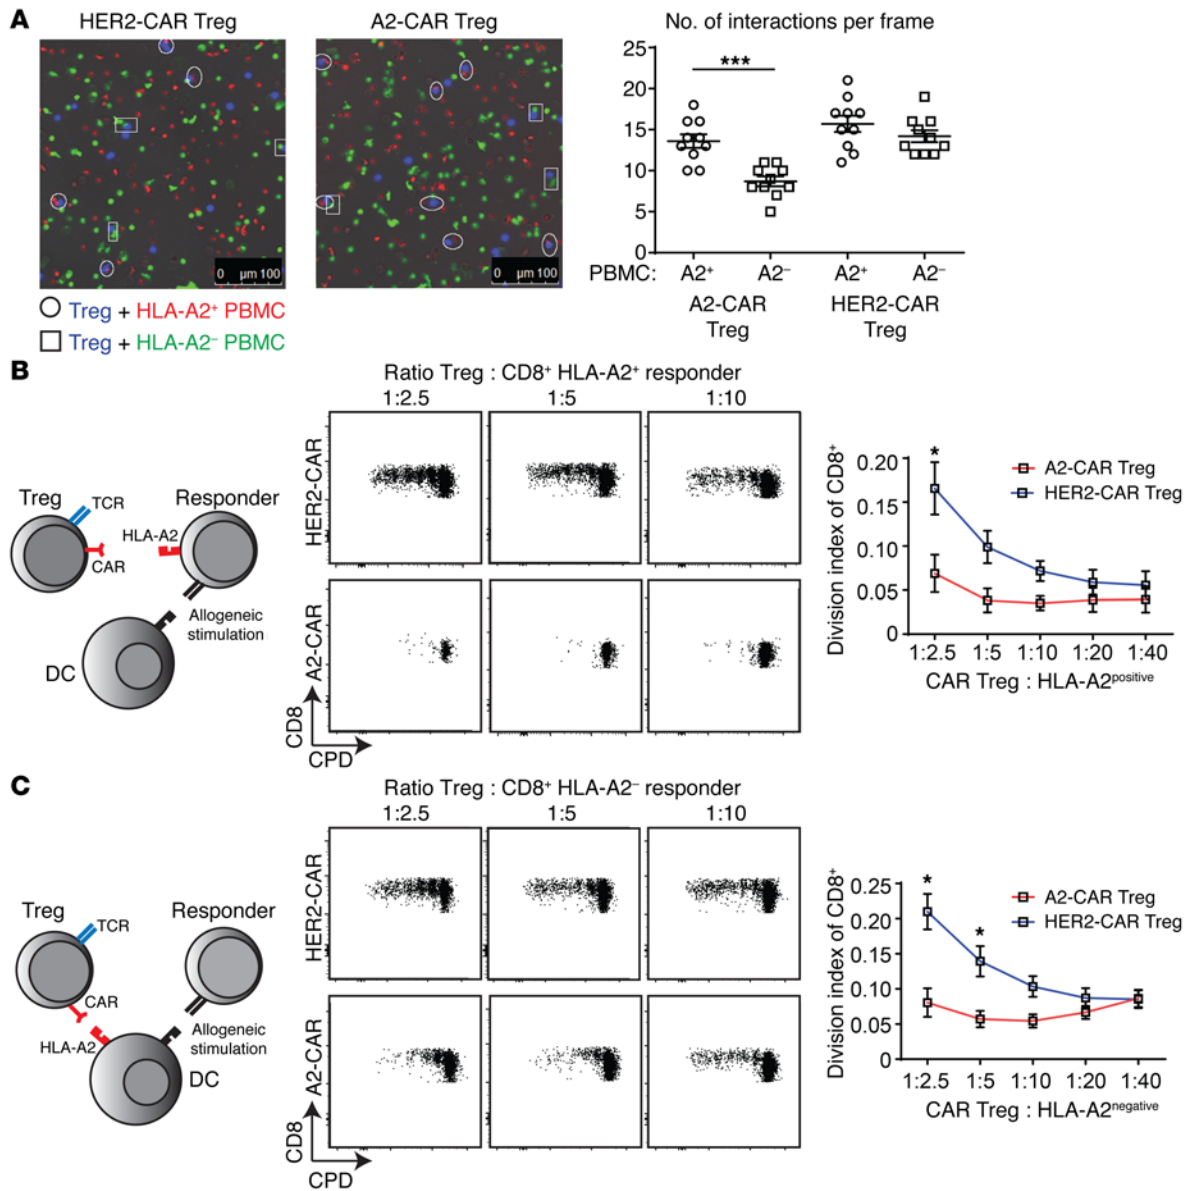 A
HER2-CAR Treg
A2-CAR Treg
0 µm 100
0 µm 100
Treg + HLA-A2⁺ PBMC
Treg + HLA-A2⁻ PBMC
No. of interactions per frame
***
25
20
15
10
5
0
PBMC: A2⁺ A2⁻ A2⁺ A2⁻
A2-CAR HER2-CAR
Treg Treg
B
Treg
TCR
Responder
HLA-A2
CAR
Allogeneic
stimulation
DC
Ratio Treg : CD8⁺ HLA-A2⁺ responder
1:2.5 1:5 1:10
HER2-CAR
A2-CAR
CD8
CPD
Division index of CD8⁺
0.20
0.15
0.10
0.05
0
*
A2-CAR Treg
HER2-CAR Treg
1:2.5 1:5 1:10 1:20 1:40
CAR Treg : HLA-A2ᵖᵒˢⁱᵗⁱᵛᵉ
C
Treg
TCR
Responder
CAR
HLA-A2
Allogeneic
stimulation
DC
Ratio Treg : CD8⁺ HLA-A2⁻ responder
1:2.5 1:5 1:10
HER2-CAR
A2-CAR
CD8
CPD
Division index of CD8⁺
0.25
0.20
0.15
0.10
0.05
0
*
*
A2-CAR Treg
HER2-CAR Treg
1:2.5 1:5 1:10 1:20 1:40
CAR Treg : HLA-A2ⁿᵉᵍᵃᵗⁱᵛᵉ